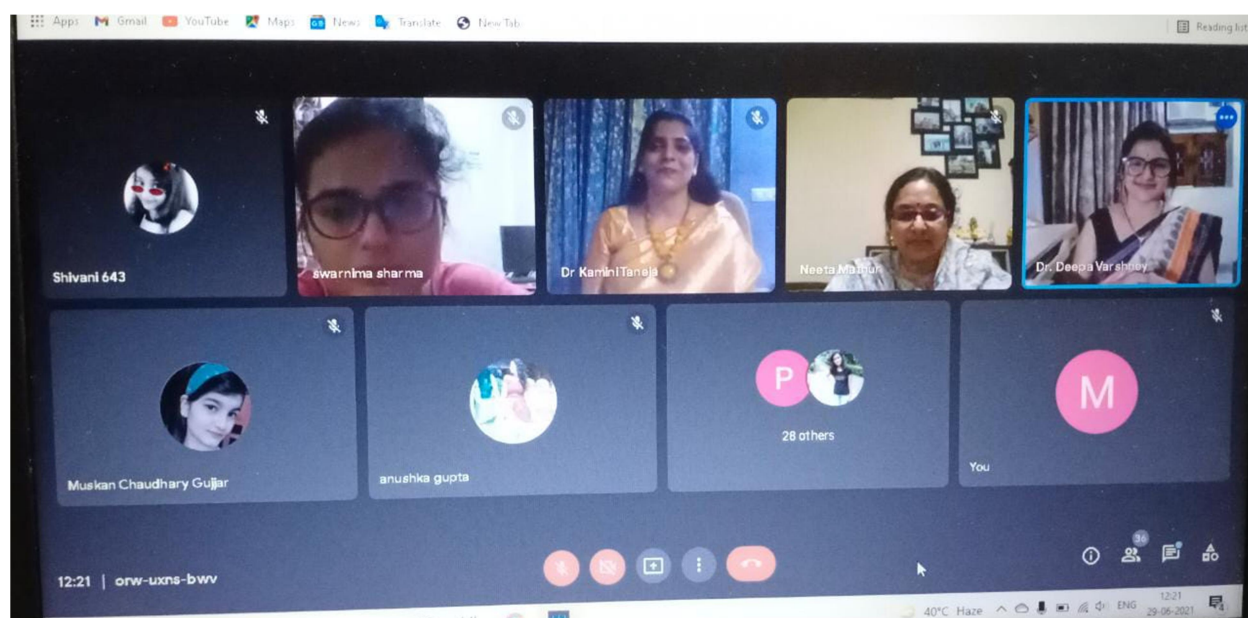 Apps Gmail YouTube Maps News Translate New Tab
Reading list
Shivani 643
swarnima sharma
Dr Kamini Taneja
Neeta Mathur
Dr. Deepa Varshney
Muskan Chaudhary Gujjar
anushka gupta
P
28 others
M
You
12:21 | orw-uxns-bwv
36
40°C Haze
ENG
12:21
29-06-2021
4